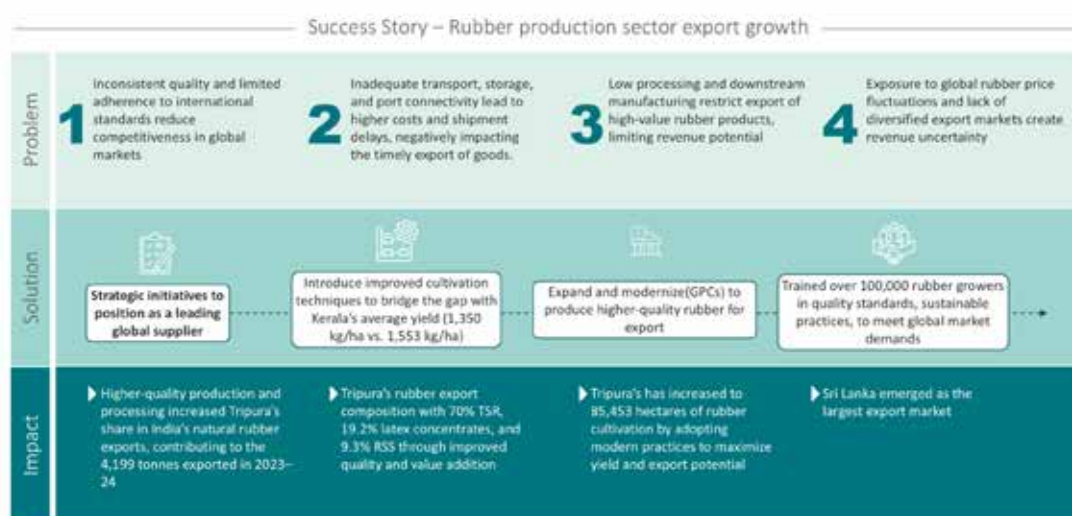 Success Story – Rubber production sector export growth
Problem
1
Inconsistent quality and limited
adherence to international
standards reduce
competitiveness in global
markets
2
Inadequate transport, storage,
and port connectivity lead to
higher costs and shipment
delays, negatively impacting
the timely export of goods.
3
Low processing and downstream
manufacturing restrict export of
high-value rubber products,
limiting revenue potential
4
Exposure to global rubber price
fluctuations and lack of
diversified export markets create
revenue uncertainty
Solution
Strategic initiatives to
position as a leading
global supplier
Introduce improved cultivation
techniques to bridge the gap with
Kerala's average yield (1,350
kg/ha vs. 1,553 kg/ha)
Expand and modernize(GPCs) to
produce higher-quality rubber for
export
Trained over 100,000 rubber growers
in quality standards, sustainable
practices, to meet global market
demands
Impact
Higher-quality production and
processing increased Tripura's
share in India's natural rubber
exports, contributing to the
4,199 tonnes exported in 2023–
24
Tripura's rubber export
composition with 70% TSR,
19.2% latex concentrates, and
9.3% RSS through improved
quality and value addition
Tripura's has increased to
85,453 hectares of rubber
cultivation by adopting
modern practices to maximize
yield and export potential
Sri Lanka emerged as the
largest export market